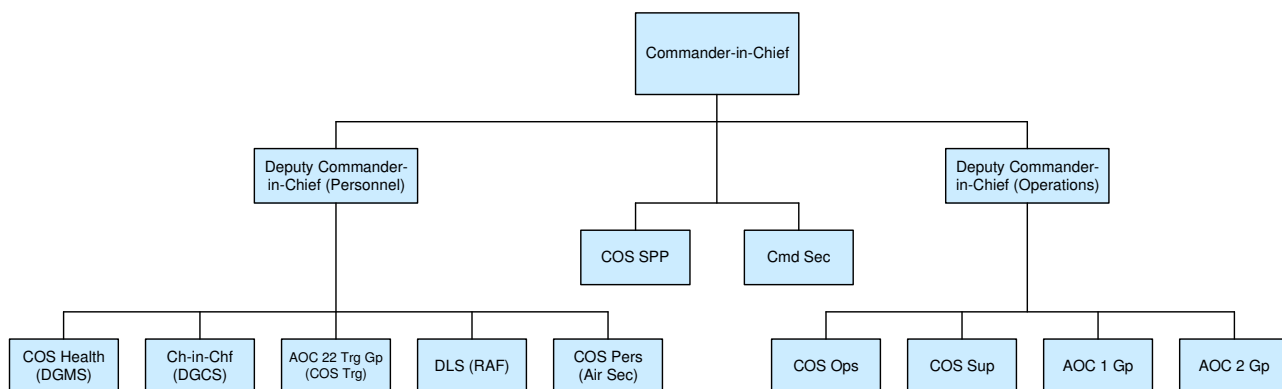 Commander-in-Chief
Deputy Commander-
in-Chief (Personnel)
Deputy Commander-
in-Chief (Operations)
COS SPP
Cmd Sec
COS Health
(DGMS)
Ch-in-Chf
(DGCS)
AOC 22 Trg Gp
(COS Trg)
DLS (RAF)
COS Pers
(Air Sec)
COS Ops
COS Sup
AOC 1 Gp
AOC 2 Gp